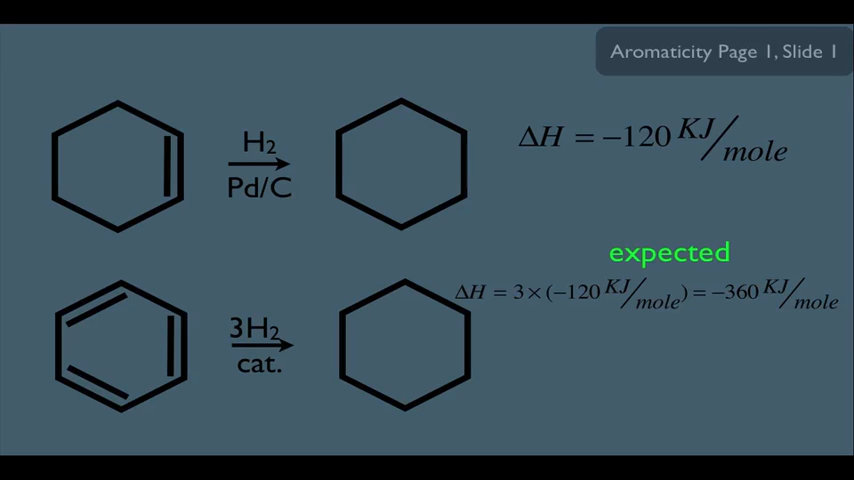 Aromaticity Page 1, Slide 1
H₂
Pd/C
ΔH = −120 KJ/mole
expected
ΔH = 3 × (−120 KJ/mole) = −360 KJ/mole
3H₂
cat.